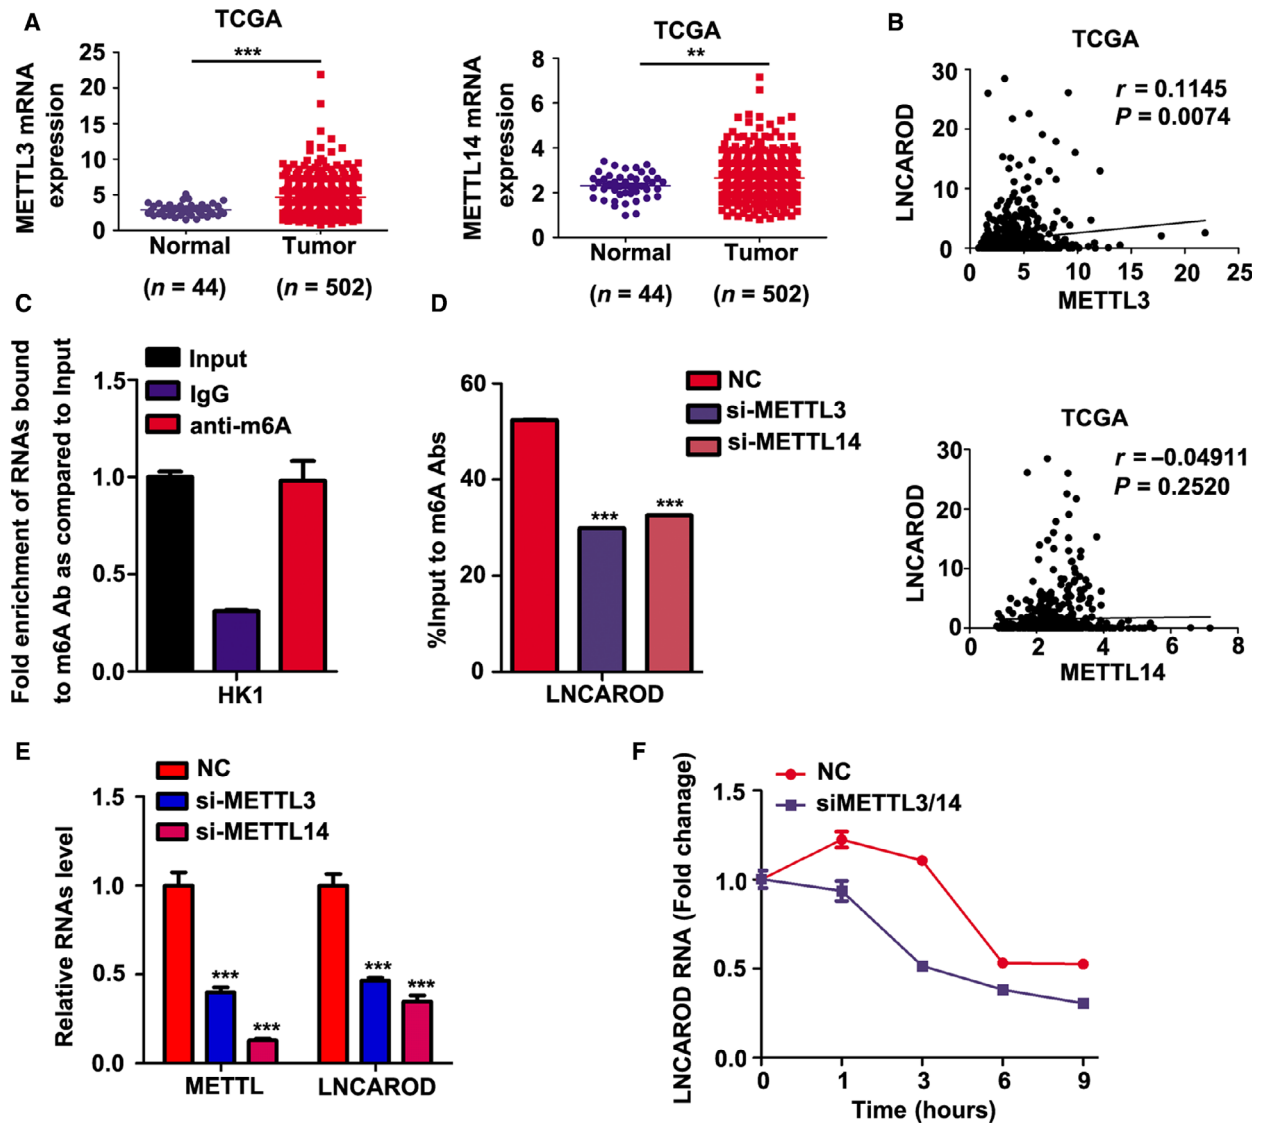 A
TCGA
***
METTL3 mRNA
expression
25
20
15
10
5
0
Normal
Tumor
(n = 44)
(n = 502)
TCGA
**
METTL14 mRNA
expression
8
6
4
2
0
Normal
Tumor
(n = 44)
(n = 502)
B
TCGA
r = 0.1145
P = 0.0074
LNCAROD
30
20
10
0
0 5 10 15 20 25
METTL3
TCGA
r = –0.04911
P = 0.2520
LNCAROD
30
20
10
0
0 2 4 6 8
METTL14
C
Fold enrichment of RNAs bound
to m6A Ab as compared to Input
Input
IgG
anti-m6A
1.5
1.0
0.5
0.0
HK1
D
%Input to m6A Abs
NC
si-METTL3
si-METTL14
60
40
20
0
***
***
LNCAROD
E
Relative RNAs level
NC
si-METTL3
si-METTL14
1.5
1.0
0.5
0.0
***
***
***
***
METTL
LNCAROD
F
LNCAROD RNA (Fold chanage)
NC
siMETTL3/14
1.5
1.0
0.5
0.0
0 1 3 6 9
Time (hours)